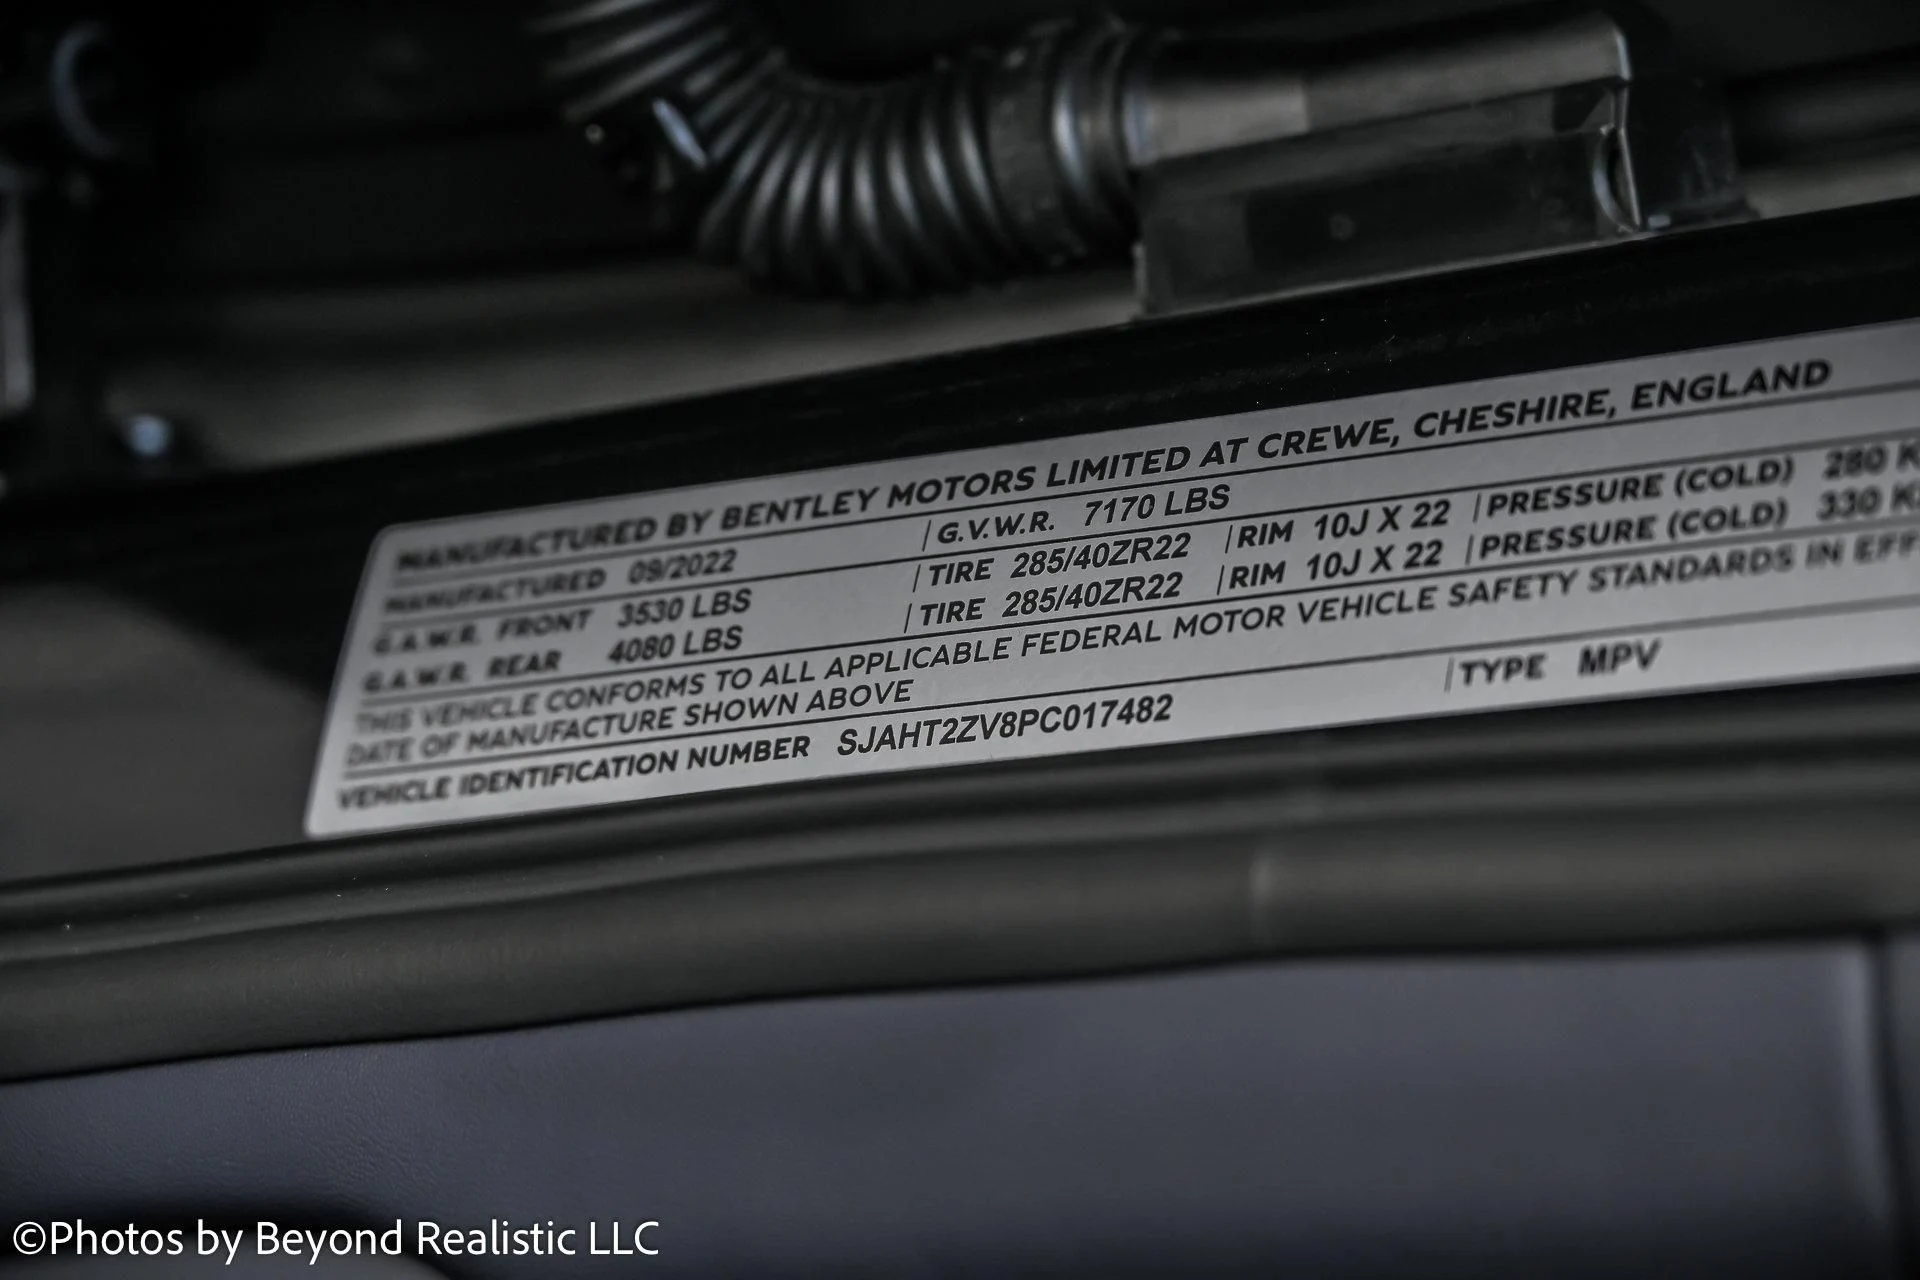 MANUFACTURED BY BENTLEY MOTORS LIMITED AT CREWE, CHESHIRE, ENGLAND
MANUFACTURED 09/2022 | G.V.W.R. 7170 LBS
G.A.W.R. FRONT 3530 LBS | TIRE 285/40ZR22 | RIM 10J X 22 | PRESSURE (COLD) 280 K
G.A.W.R. REAR 4080 LBS | TIRE 285/40ZR22 | RIM 10J X 22 | PRESSURE (COLD) 330 K
THIS VEHICLE CONFORMS TO ALL APPLICABLE FEDERAL MOTOR VEHICLE SAFETY STANDARDS IN EFF
DATE OF MANUFACTURE SHOWN ABOVE
VEHICLE IDENTIFICATION NUMBER SJAHT2ZV8PC017482 | TYPE MPV
©Photos by Beyond Realistic LLC